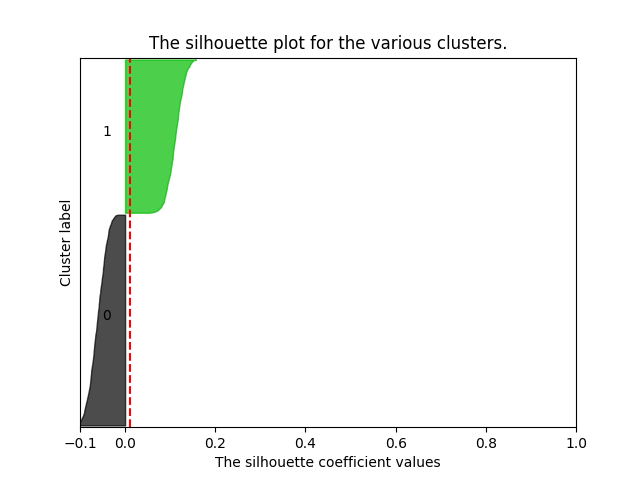 The silhouette plot for the various clusters.
Cluster label
1
0
−0.1 0.0 0.2 0.4 0.6 0.8 1.0
The silhouette coefficient values